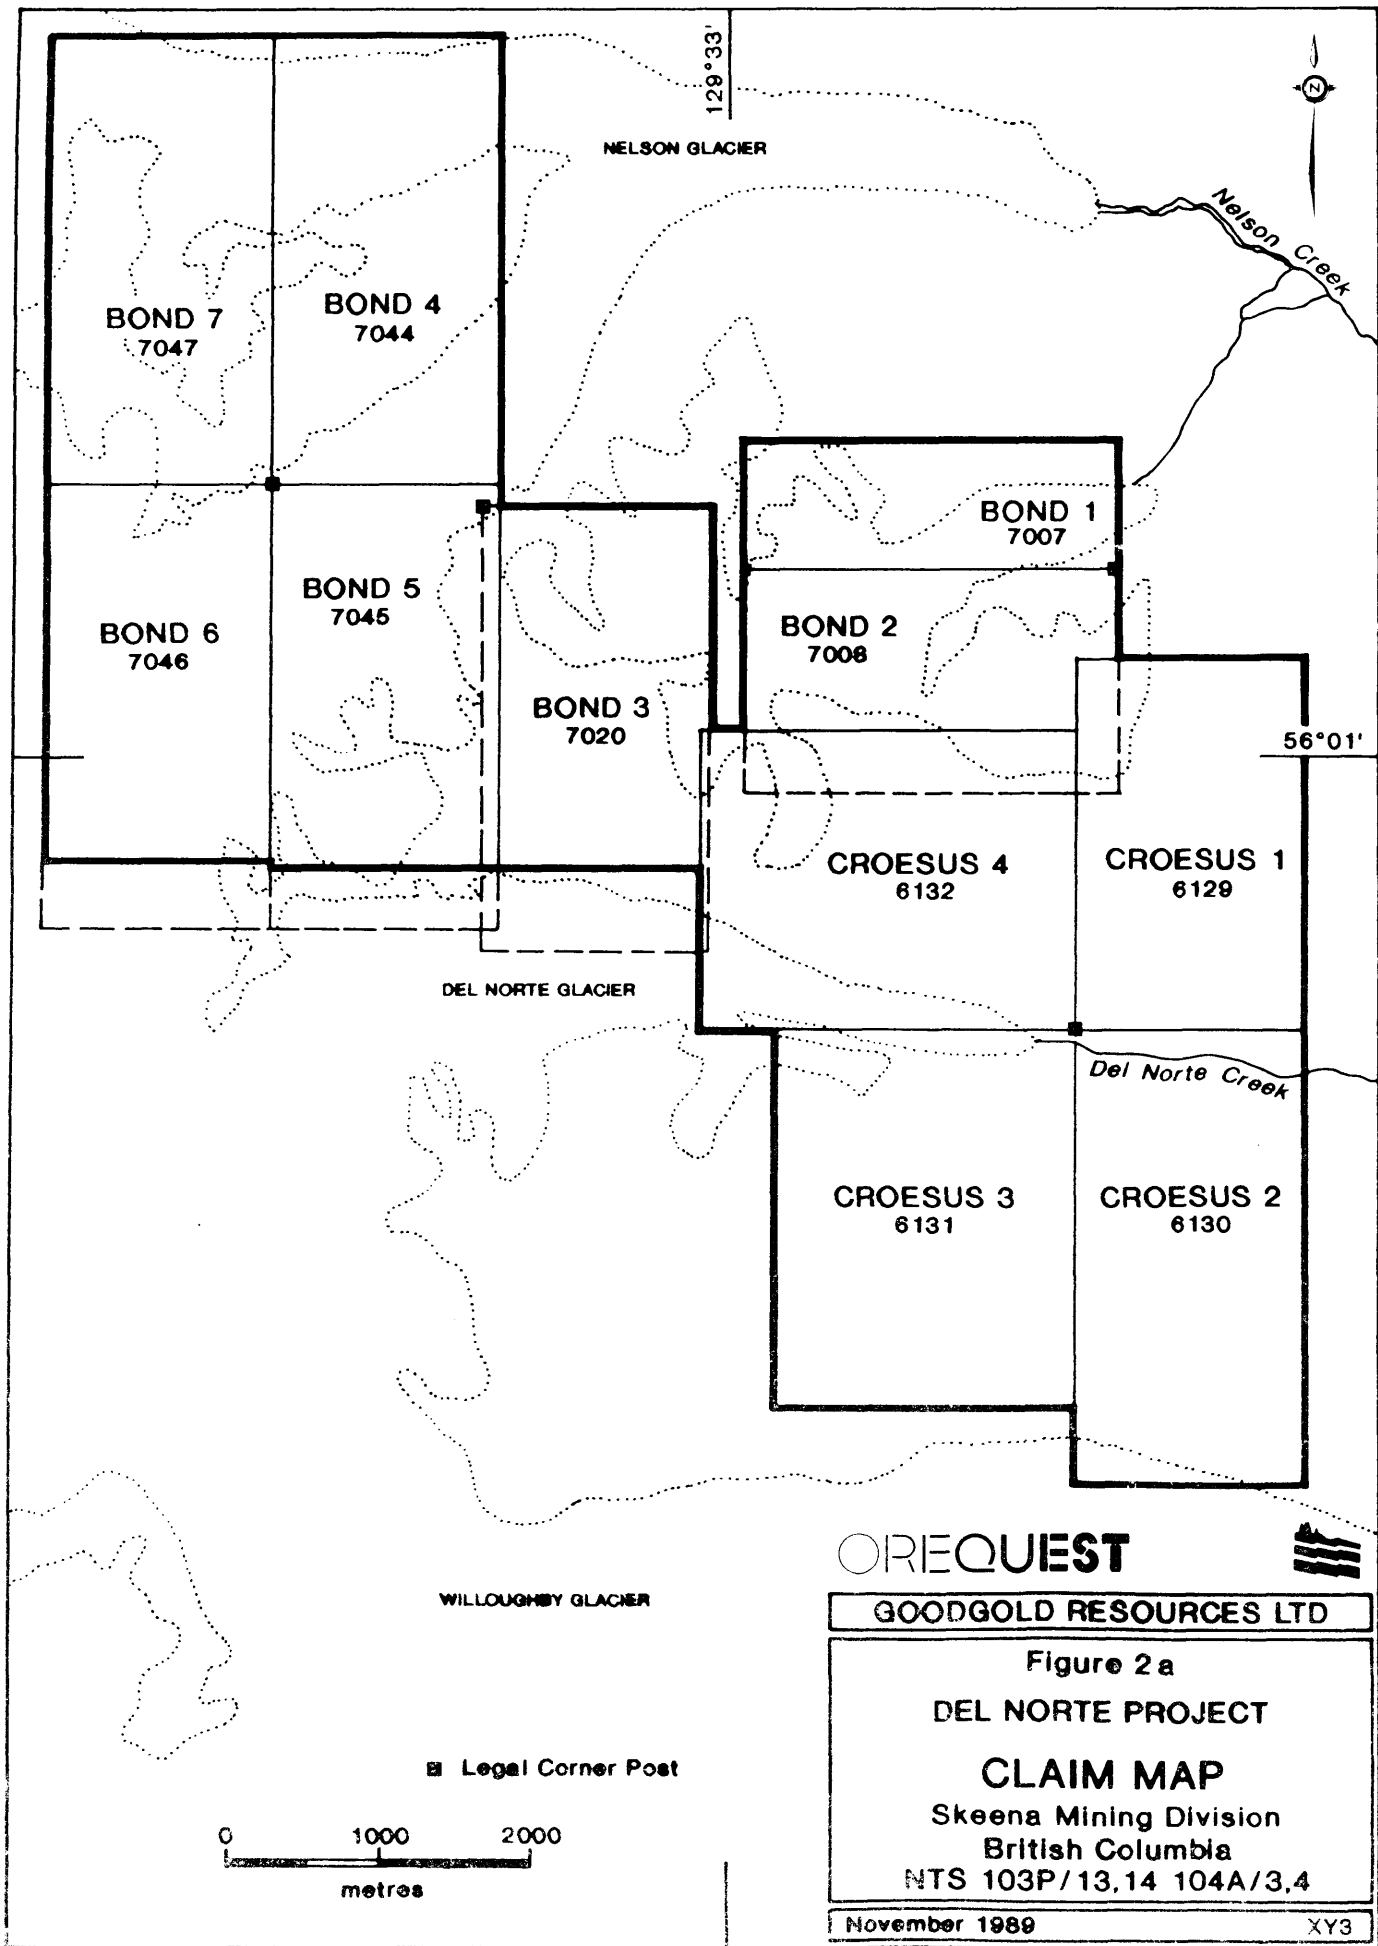 129°33'
N
NELSON GLACIER
Nelson Creek
BOND 7
7047
BOND 4
7044
BOND 1
7007
BOND 5
7045
BOND 6
7046
BOND 2
7008
BOND 3
7020
56°01'
CROESUS 4
6132
CROESUS 1
6129
DEL NORTE GLACIER
Del Norte Creek
CROESUS 3
6131
CROESUS 2
6130
WILLOUGHBY GLACIER
Legal Corner Post
0 1000 2000
metres
OREQUEST
GOODGOLD RESOURCES LTD
Figure 2a
DEL NORTE PROJECT
CLAIM MAP
Skeena Mining Division
British Columbia
NTS 103P/13,14 104A/3,4
November 1989 XY3